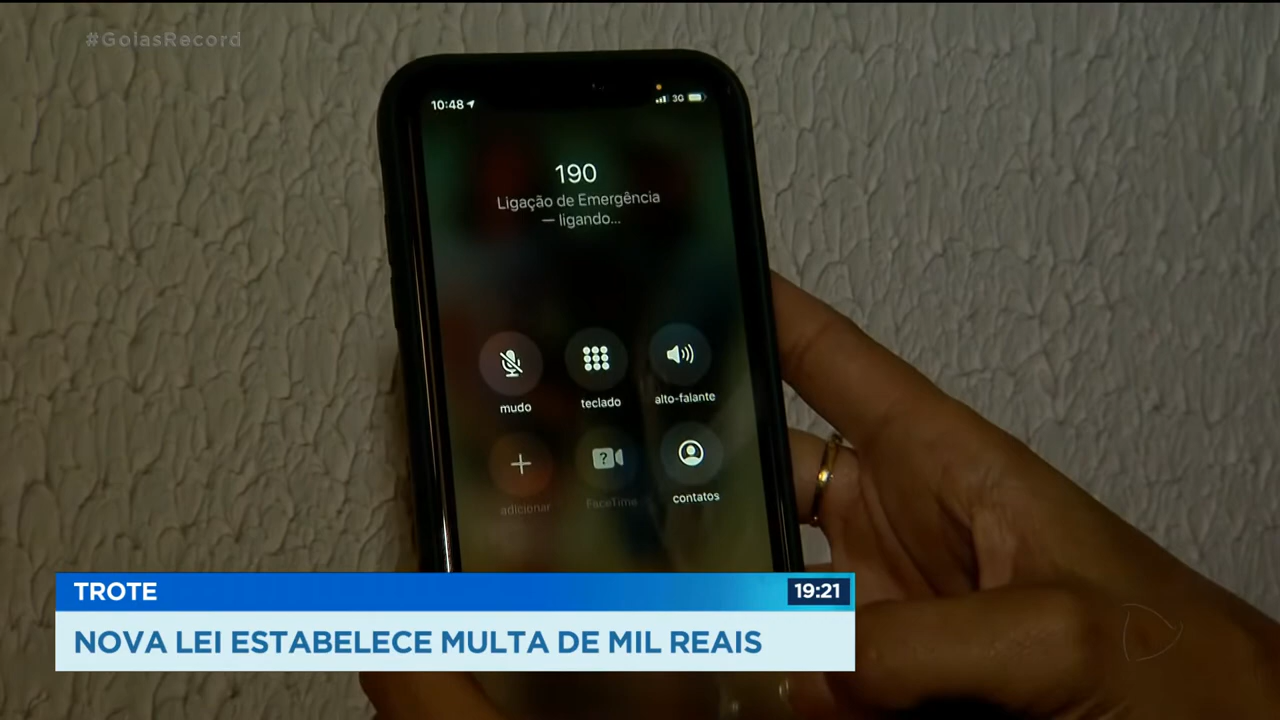 #GoiasRecord
10:48
3G
190
Ligação de Emergência
— ligando...
mudo
teclado
alto-falante
adicionar
FaceTime
contatos
TROTE
19:21
NOVA LEI ESTABELECE MULTA DE MIL REAIS